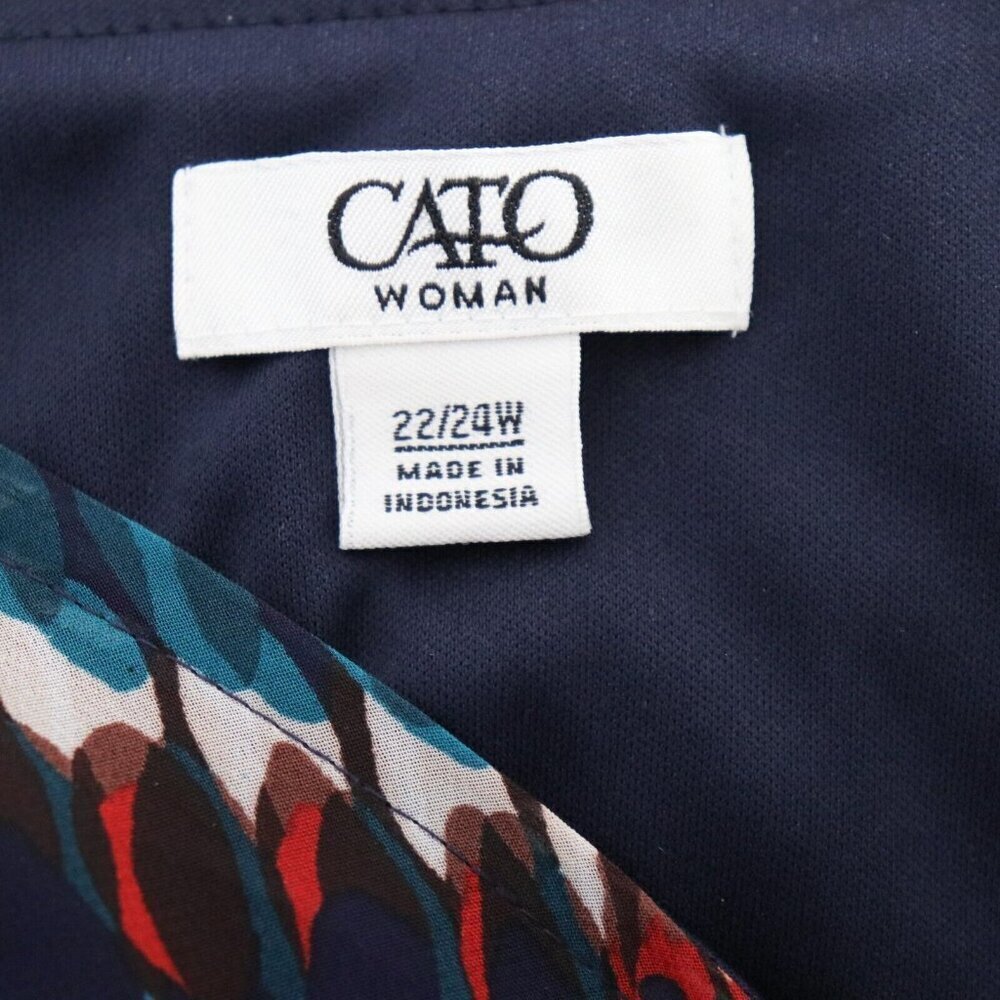 CATO
WOMAN
22/24W
MADE IN
INDONESIA